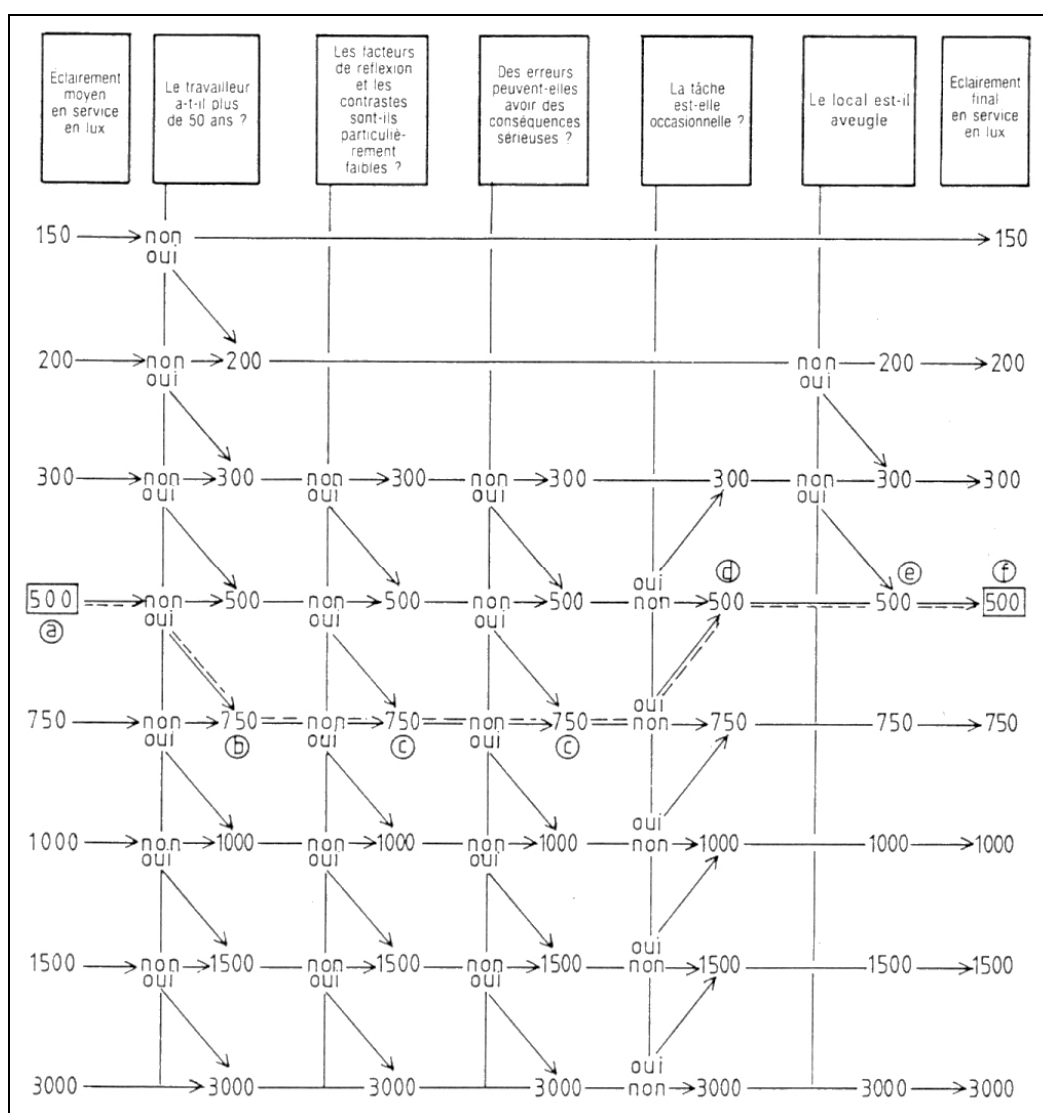 Éclairement
moyen
en service
en lux
Le travailleur
a-t-il plus
de 50 ans ?
Les facteurs
de réflexion
et les
contrastes
sont-ils
particuliè-
rement
faibles ?
Des erreurs
peuvent-elles
avoir des
conséquences
sérieuses ?
La tâche
est-elle
occasionnelle ?
Le local est-il
aveugle
Eclairement
final
en service
en lux
150 non 150
oui
200 non 200 non 200 200
oui oui
300 non 300 non 300 non 300 300 non 300 300
oui oui oui oui
oui d e f
500 non 500 non 500 non 500 non 500 500 500
a oui oui oui
oui
750 non 750 non 750 non 750 non 750 750 750
oui b oui c oui c
oui
1000 non 1000 non 1000 non 1000 non 1000 1000 1000
oui oui oui
oui
1500 non 1500 non 1500 non 1500 non 1500 1500 1500
oui oui oui
oui
3000 3000 3000 3000 non 3000 3000 3000